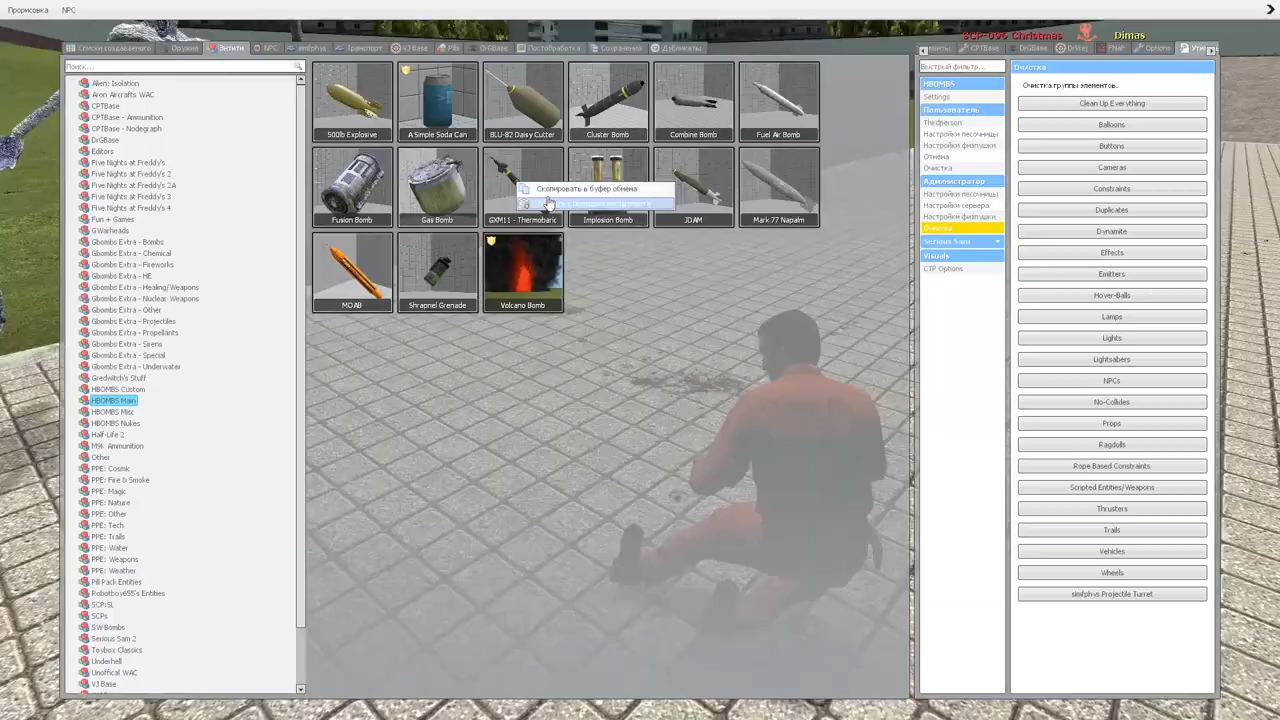 Прорисовка NPC
SCP-096 Christmas Dimas
Списки создаваемого Оружие Энтити NPC simfphys Транспорт VJ Base Pills DrGBase Постобработка Сохранения Дубликаты
CPTBase DrGBase PNaP Options
Поиск...
Alien: Isolation
Aron Aircrafts WAC
CPTBase
CPTBase - Ammunition
CPTBase - Nodegraph
DrGBase
Editors
Five Nights at Freddy's
Five Nights at Freddy's 2
Five Nights at Freddy's 2A
Five Nights at Freddy's 3
Five Nights at Freddy's 4
Fun + Games
G Warheads
Gbombs Extra - Bombs
Gbombs Extra - Chemical
Gbombs Extra - Fireworks
Gbombs Extra - HE
Gbombs Extra - Healing/Weapons
Gbombs Extra - Nuclear Weapons
Gbombs Extra - Other
Gbombs Extra - Projectiles
Gbombs Extra - Propellants
Gbombs Extra - Sirens
Gbombs Extra - Special
Gbombs Extra - Underwater
Gredwitch's Stuff
HBOMBS Custom
HBOMBS Main
HBOMBS Misc
HBOMBS Nukes
Half-Life 2
M9K Ammunition
Other
PPE: Cosmic
PPE: Fire & Smoke
PPE: Magic
PPE: Nature
PPE: Other
PPE: Tech
PPE: Trails
PPE: Water
PPE: Weapons
PPE: Weather
Pill Pack Entities
Robotboy655's Entities
SCP:SL
SCPs
SW Bombs
Serious Sam 2
Toybox Classics
Underhell
Unoffical WAC
VJ Base
500lb Explosive
A Simple Soda Can
BLU-82 Daisy Cutter
Cluster Bomb
Combine Bomb
Fuel Air Bomb
Скопировать в буфер обмена
Fusion Bomb
Gas Bomb
GXM11 - Thermobaric
Implosion Bomb
JDAM
Mark 77 Napalm
MOAB
Shrapnel Grenade
Volcano Bomb
Быстрый фильтр...
HBOMBS
Settings
Пользователь
Thirdperson
Настройки песочницы
Настройки физпушки
Отмена
Очистка
Администратор
Настройки песочницы
Настройки сервера
Настройки физпушки
Очистка
Serious Sam
Visuals
CTP Options
Очистка
Очистка группы элементов.
Clean Up Everything
Balloons
Buttons
Cameras
Constraints
Duplicates
Dynamite
Effects
Emitters
Hover-Balls
Lamps
Lights
Lightsabers
NPCs
No-Collides
Props
Ragdolls
Rope Based Constraints
Scripted Entities/Weapons
Thrusters
Trails
Vehicles
Wheels
simfphys Projectile Turret